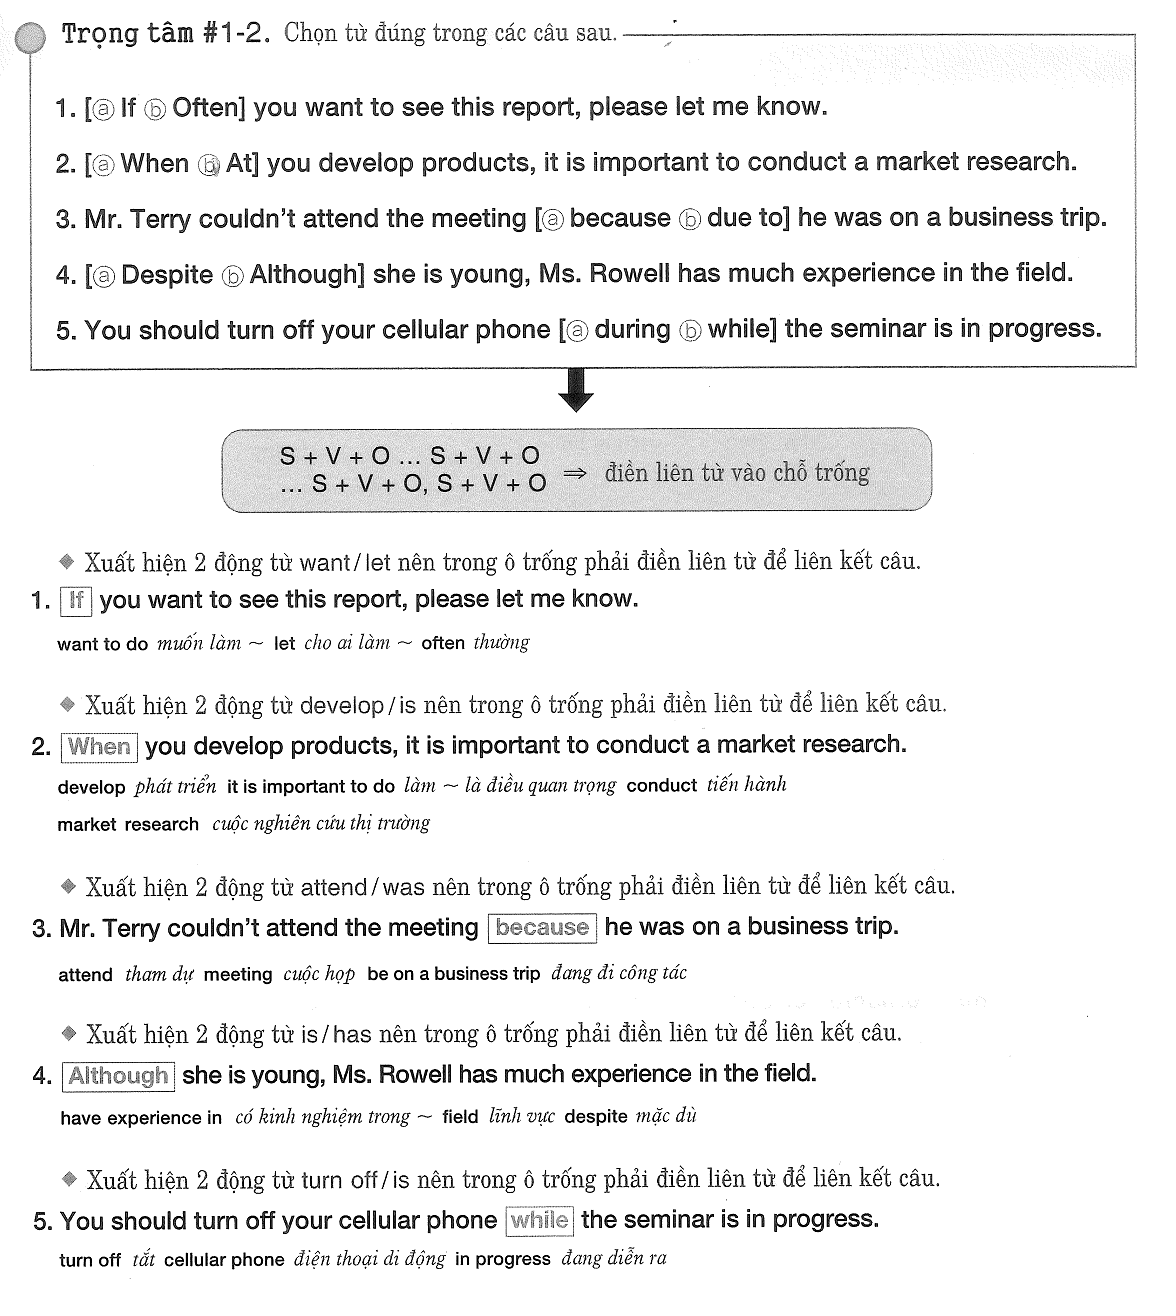 Trọng tâm #1-2. Chọn từ đúng trong các câu sau.
1. [ⓐ If ⓑ Often] you want to see this report, please let me know.
2. [ⓐ When ⓑ At] you develop products, it is important to conduct a market research.
3. Mr. Terry couldn't attend the meeting [ⓐ because ⓑ due to] he was on a business trip.
4. [ⓐ Despite ⓑ Although] she is young, Ms. Rowell has much experience in the field.
5. You should turn off your cellular phone [ⓐ during ⓑ while] the seminar is in progress.
S + V + O ... S + V + O
... S + V + O, S + V + O ⇒ điền liên từ vào chỗ trống
◆ Xuất hiện 2 động từ want/let nên trong ô trống phải điền liên từ để liên kết câu.
1. If you want to see this report, please let me know.
want to do muốn làm ~ let cho ai làm ~ often thường
◆ Xuất hiện 2 động từ develop/is nên trong ô trống phải điền liên từ để liên kết câu.
2. When you develop products, it is important to conduct a market research.
develop phát triển it is important to do làm ~ là điều quan trọng conduct tiến hành
market research cuộc nghiên cứu thị trường
◆ Xuất hiện 2 động từ attend/was nên trong ô trống phải điền liên từ để liên kết câu.
3. Mr. Terry couldn't attend the meeting because he was on a business trip.
attend tham dự meeting cuộc họp be on a business trip đang đi công tác
◆ Xuất hiện 2 động từ is/has nên trong ô trống phải điền liên từ để liên kết câu.
4. Although she is young, Ms. Rowell has much experience in the field.
have experience in có kinh nghiệm trong ~ field lĩnh vực despite mặc dù
◆ Xuất hiện 2 động từ turn off/is nên trong ô trống phải điền liên từ để liên kết câu.
5. You should turn off your cellular phone while the seminar is in progress.
turn off tắt cellular phone điện thoại di động in progress đang diễn ra